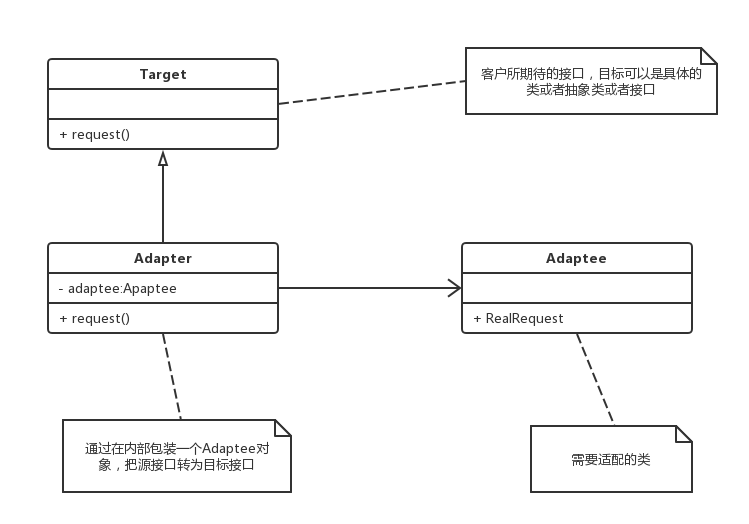 Target
+ request()
客户所期待的接口，目标可以是具体的
类或者抽象类或者接口
Adapter
- adaptee:Apaptee
+ request()
Adaptee
+ RealRequest
通过在内部包装一个Adaptee对
象，把源接口转为目标接口
需要适配的类